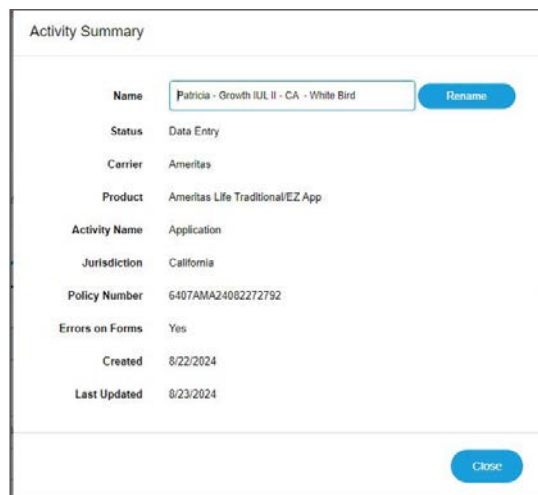 Activity Summary
Name Patricia - Growth IUL II - CA - White Bird Rename
Status Data Entry
Carrier Ameritas
Product Ameritas Life Traditional/EZ App
Activity Name Application
Jurisdiction California
Policy Number 6407AMA24082272792
Errors on Forms Yes
Created 8/22/2024
Last Updated 8/23/2024
Close